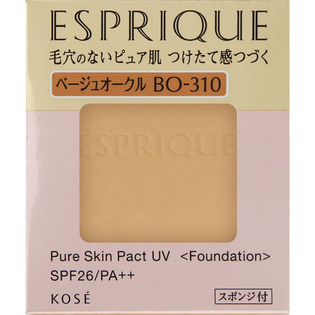 ESPRIQUE
毛穴のないピュア肌 つけたて感つづく
ベージュオークル BO-310
ESPRIQUE
Pure Skin Pact UV <Foundation>
SPF26/PA++
KOSÉ
スポンジ付